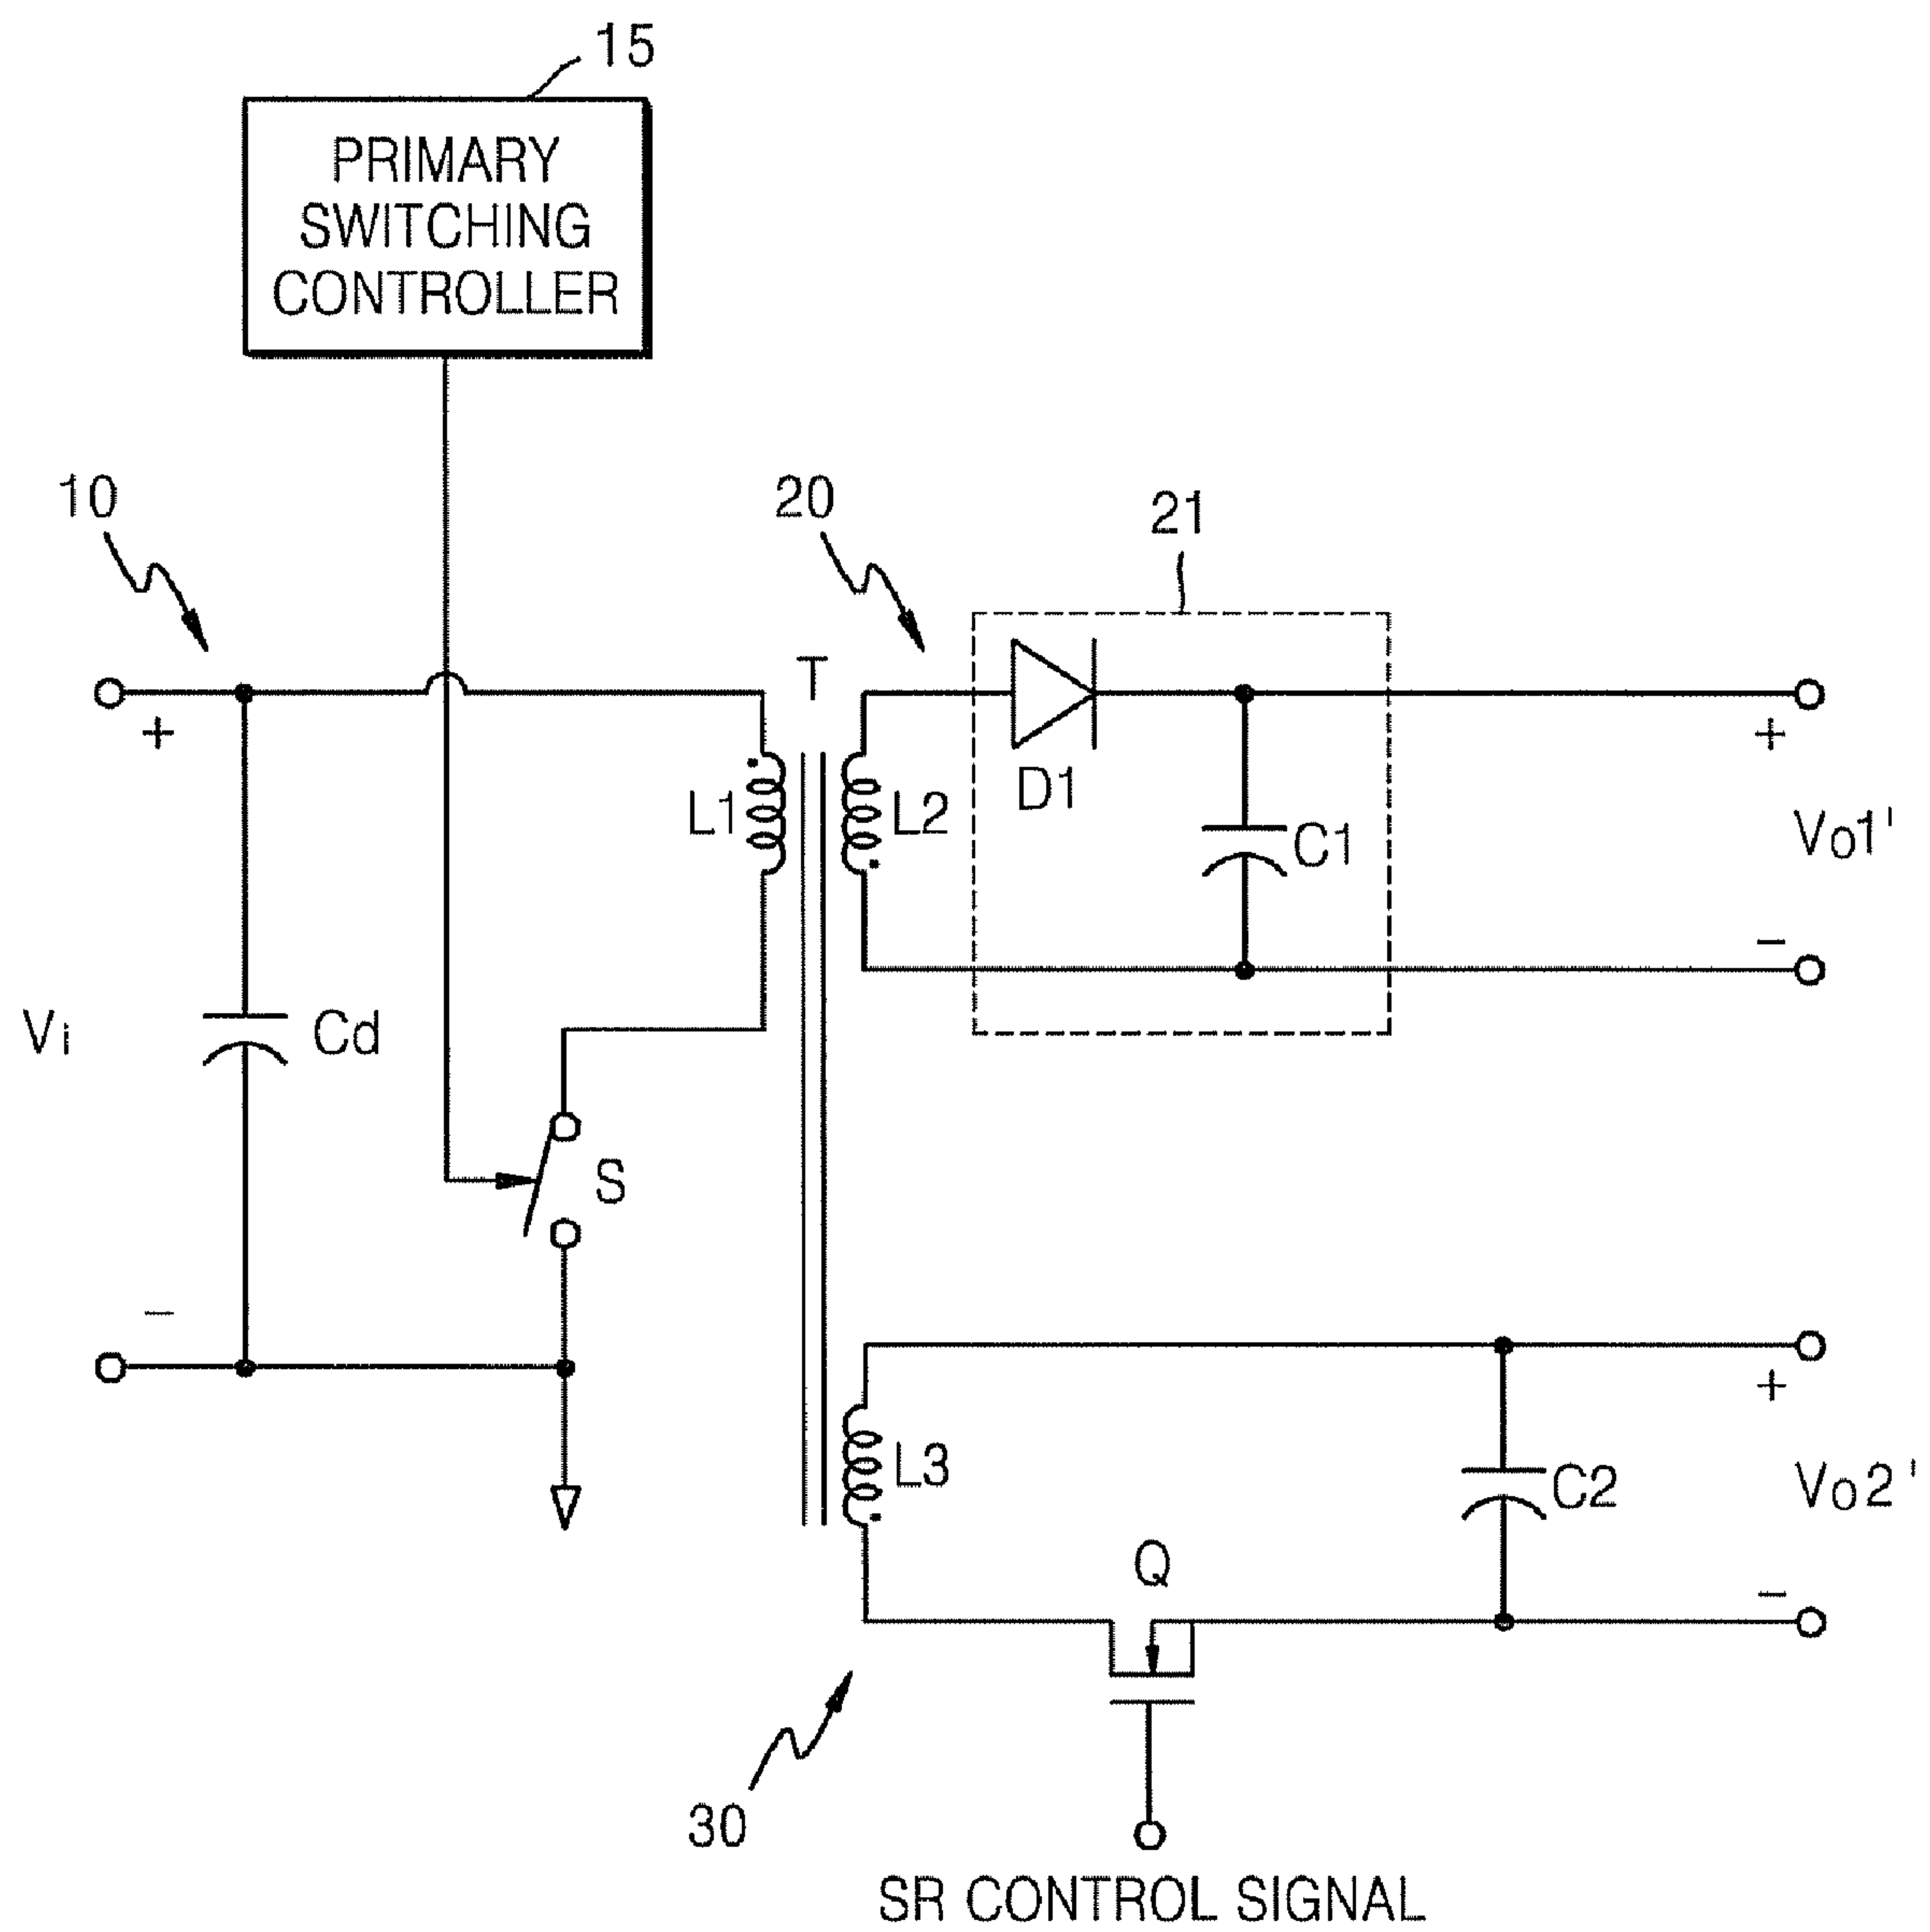 15
PRIMARY
SWITCHING
CONTROLLER
10
20
21
T
+
D1
+
L1
L2
C1
Vo1'
−
Vi
Cd
S
−
+
L3
C2
Vo2'
Q
−
30
SR CONTROL SIGNAL